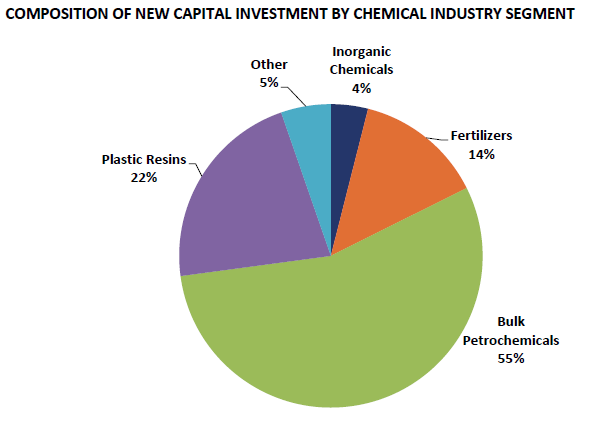 COMPOSITION OF NEW CAPITAL INVESTMENT BY CHEMICAL INDUSTRY SEGMENT
Inorganic
Chemicals
4%
Other
5%
Fertilizers
14%
Plastic Resins
22%
Bulk
Petrochemicals
55%